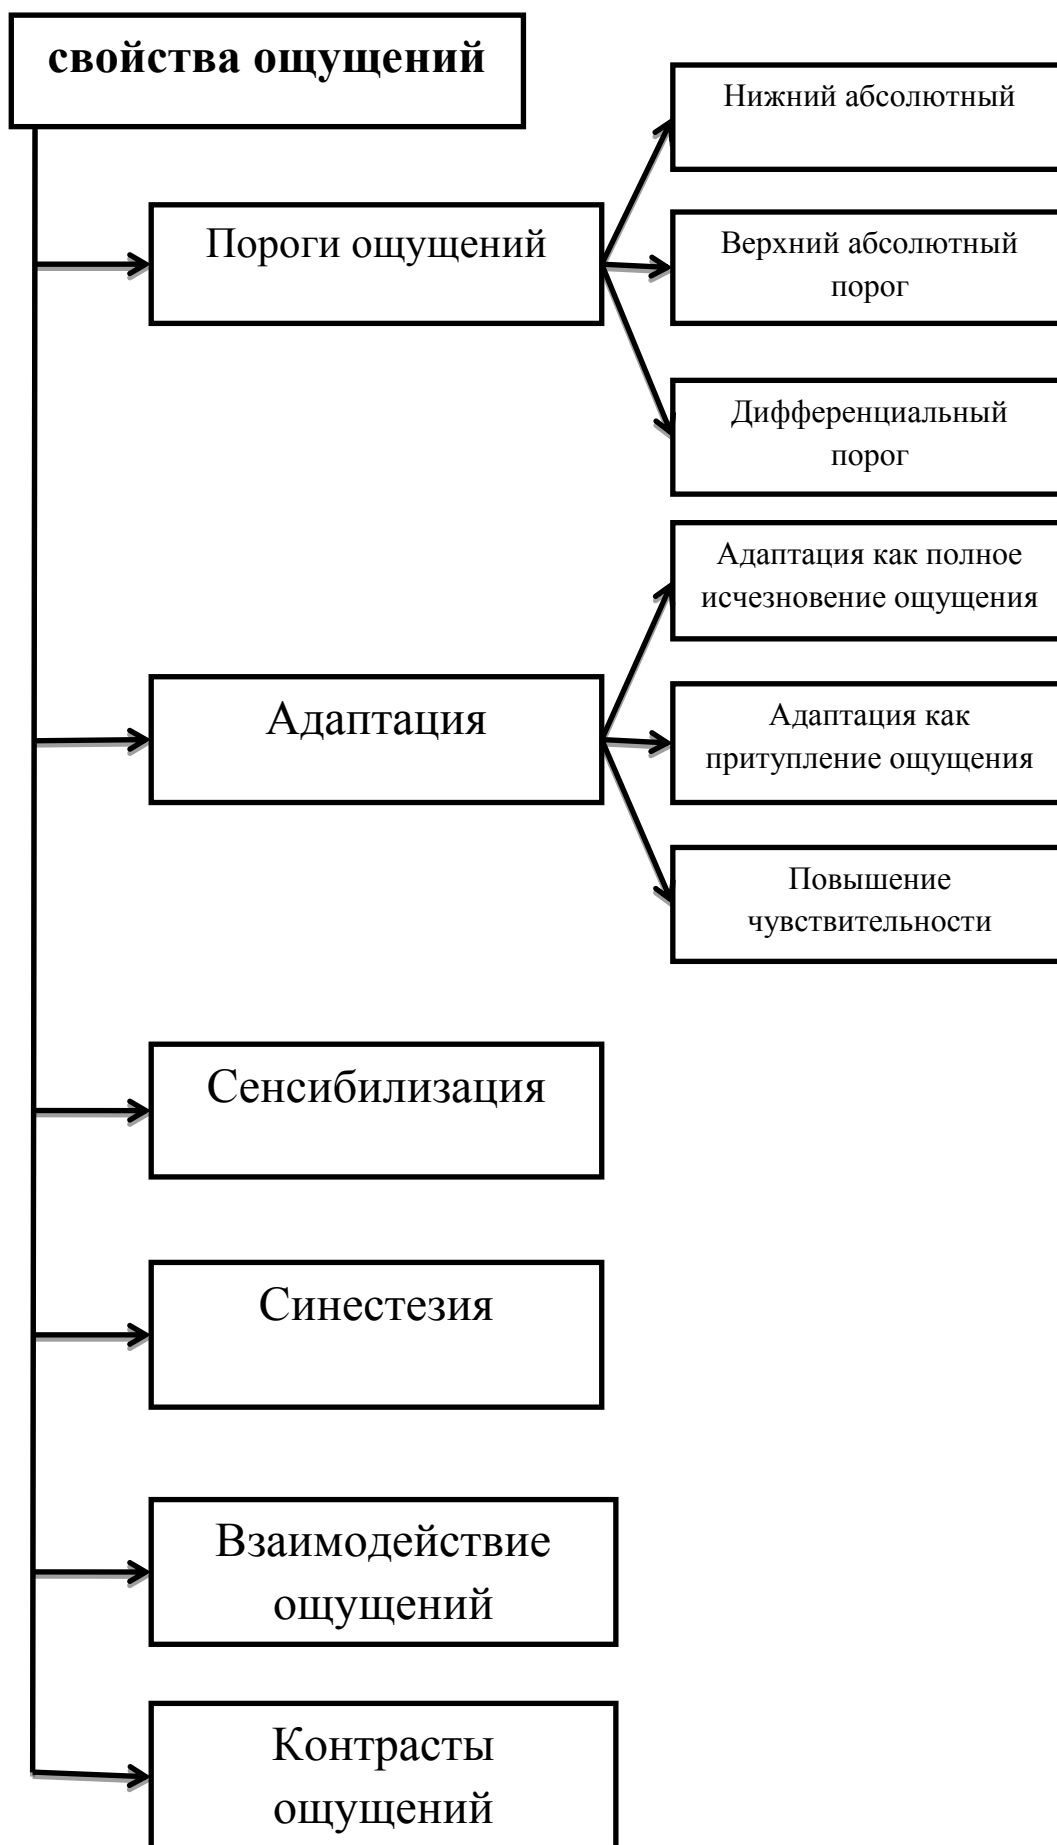 свойства ощущений
Пороги ощущений
Нижний абсолютный
Верхний абсолютный
порог
Дифференциальный
порог
Адаптация
Адаптация как полное
исчезновение ощущения
Адаптация как
притупление ощущения
Повышение
чувствительности
Сенсибилизация
Синестезия
Взаимодействие
ощущений
Контрасты
ощущений